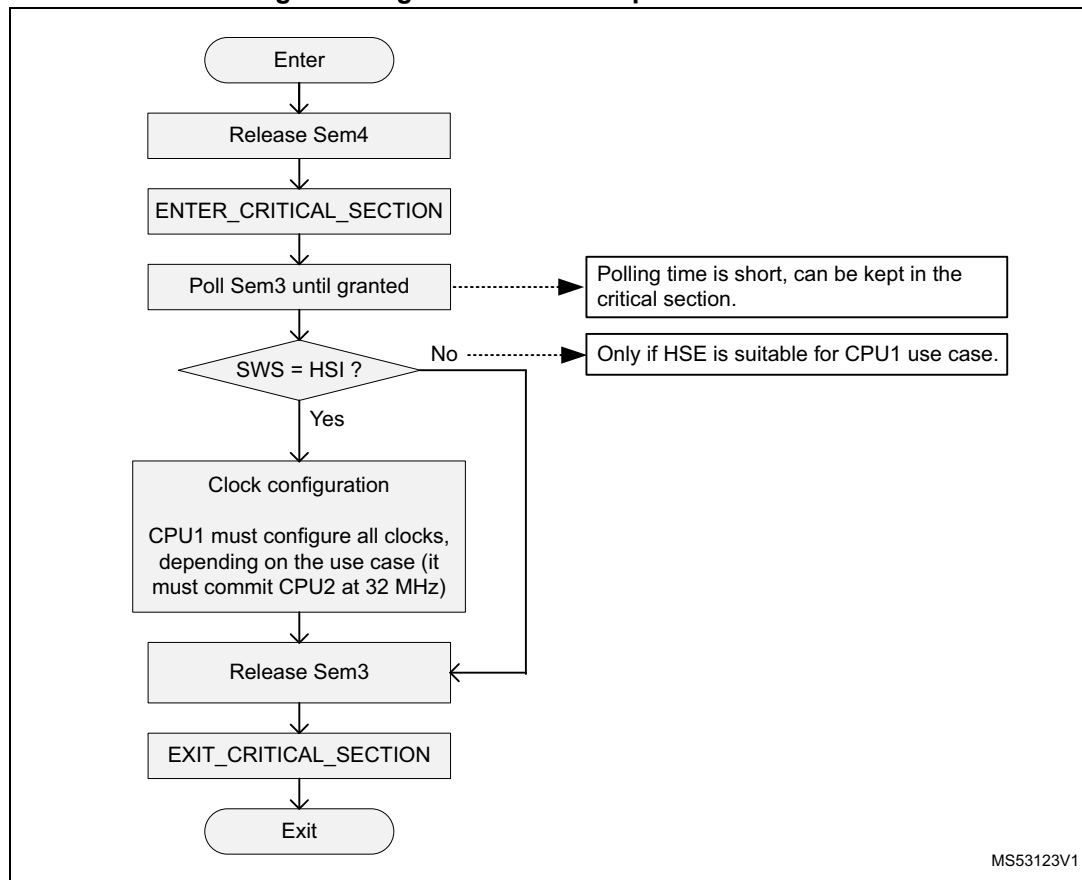 Enter
Release Sem4
ENTER_CRITICAL_SECTION
Poll Sem3 until granted
Polling time is short, can be kept in the
critical section.
SWS = HSI ?
No
Only if HSE is suitable for CPU1 use case.
Yes
Clock configuration
CPU1 must configure all clocks,
depending on the use case (it
must commit CPU2 at 32 MHz)
Release Sem3
EXIT_CRITICAL_SECTION
Exit
MS53123V1